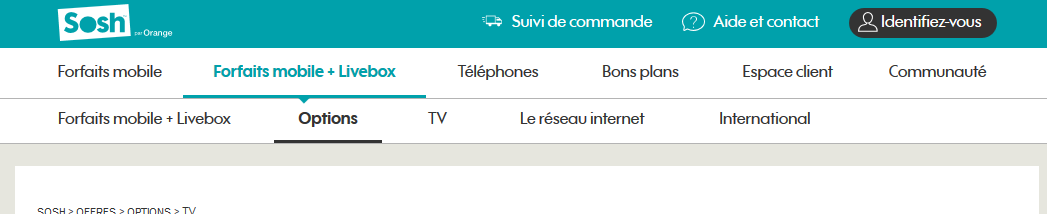 Sosh par Orange Suivi de commande Aide et contact Identifiez-vous
Forfaits mobile Forfaits mobile + Livebox Téléphones Bons plans Espace client Communauté
Forfaits mobile + Livebox Options TV Le réseau internet International
SOSH > OFFRES > OPTIONS > TV